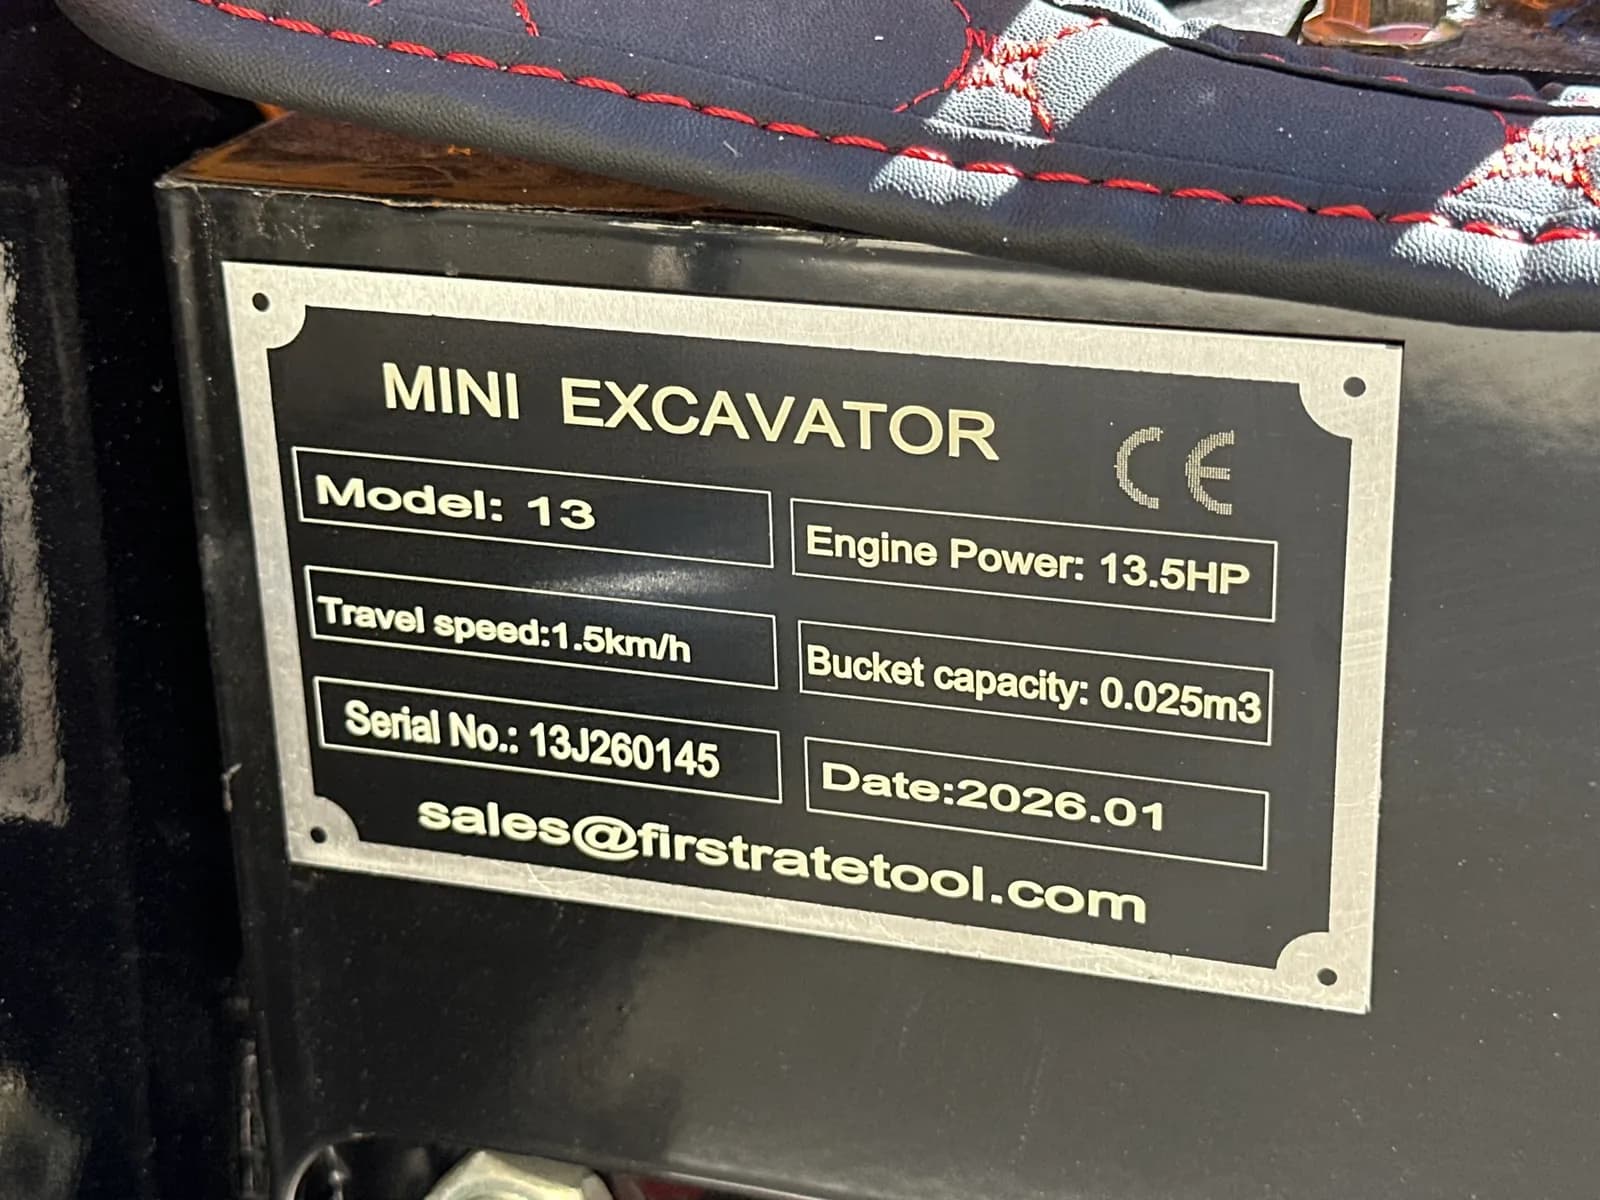 MINI EXCAVATOR
CE
Model: 13
Engine Power: 13.5HP
Travel speed:1.5km/h
Bucket capacity: 0.025m3
Serial No.: 13J260145
Date:2026.01
sales@firstratetool.com